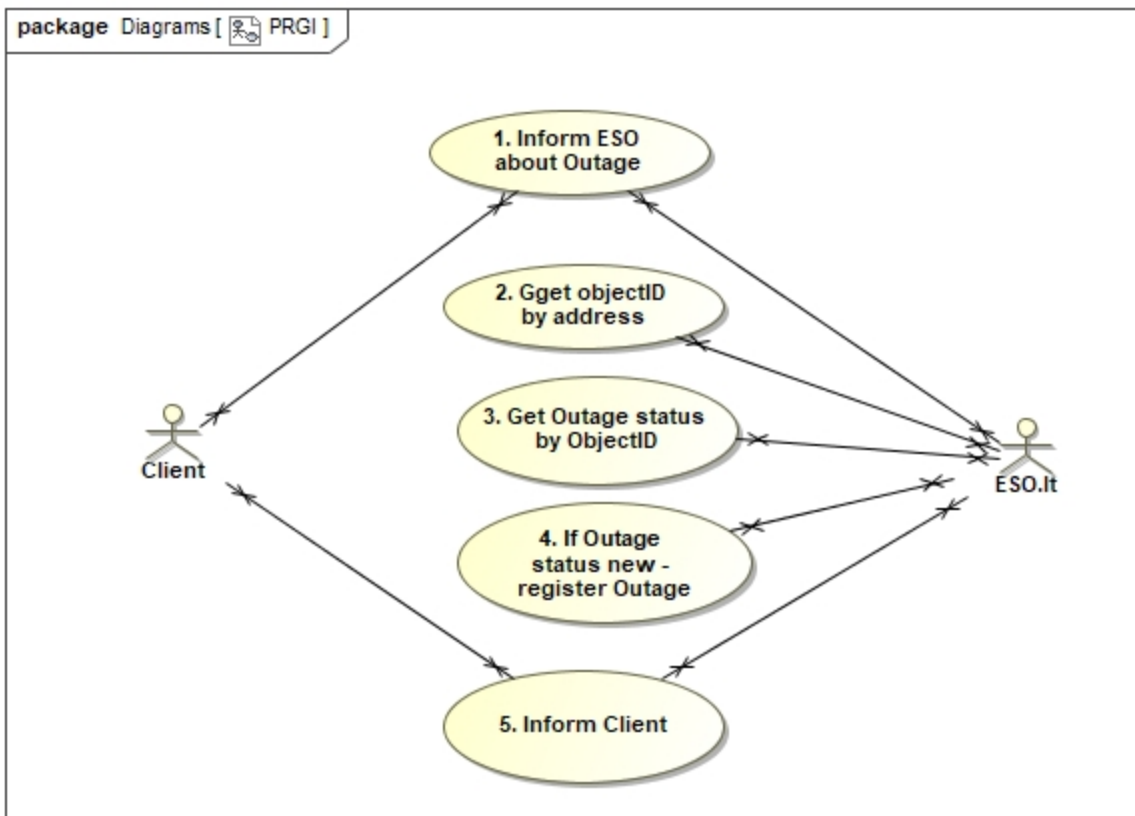 package Diagrams [ PRGI ]
1. Inform ESO
about Outage
2. Gget objectID
by address
3. Get Outage status
by ObjectID
Client
ESO.lt
4. If Outage
status new -
register Outage
5. Inform Client